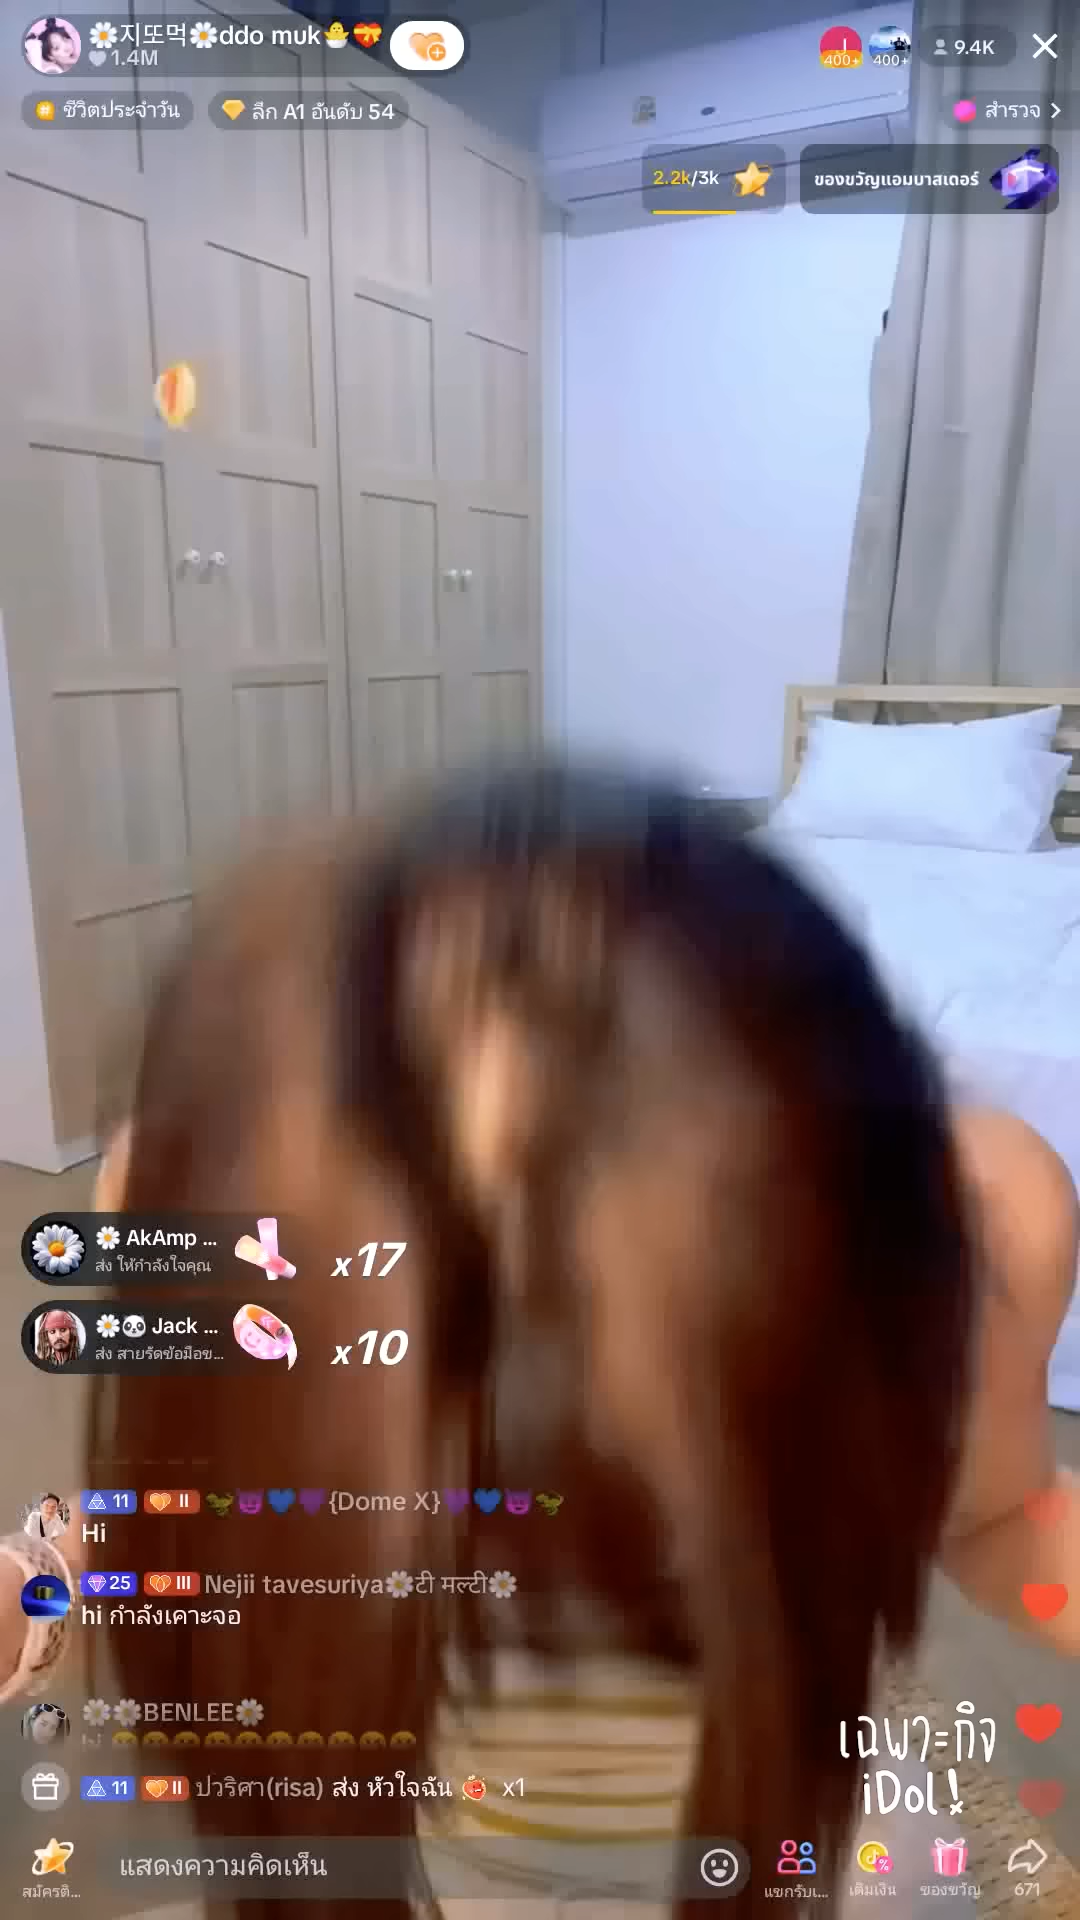 🌼지또먹🌼ddo muk🐣💝
1.4M
J
400+
400+
9.4K
ชีวิตประจำวัน
ลีก A1 อันดับ 54
สำรวจ
2.2k/3k
ของขวัญแอมบาสเดอร์
🌼 AkAmp ...
ส่ง ให้กำลังใจคุณ
x17
🌼🐼 Jack ...
ส่ง สายรัดข้อมือข...
x10
11 II 🐲😈💙💜{Dome X}💜💙😈🐲
Hi
25 III Nejii tavesuriya🌼टी मल्टी🌼
hi กำลังเคาะจอ
🌼🌼BENLEE🌼
hi
11 II ปวริศา(risa) ส่ง หัวใจฉัน x1
เฉพาะกิจ
iDol!
แสดงความคิดเห็น
สมัครติ...
แขกรับเ...
เติมเงิน
ของขวัญ
671